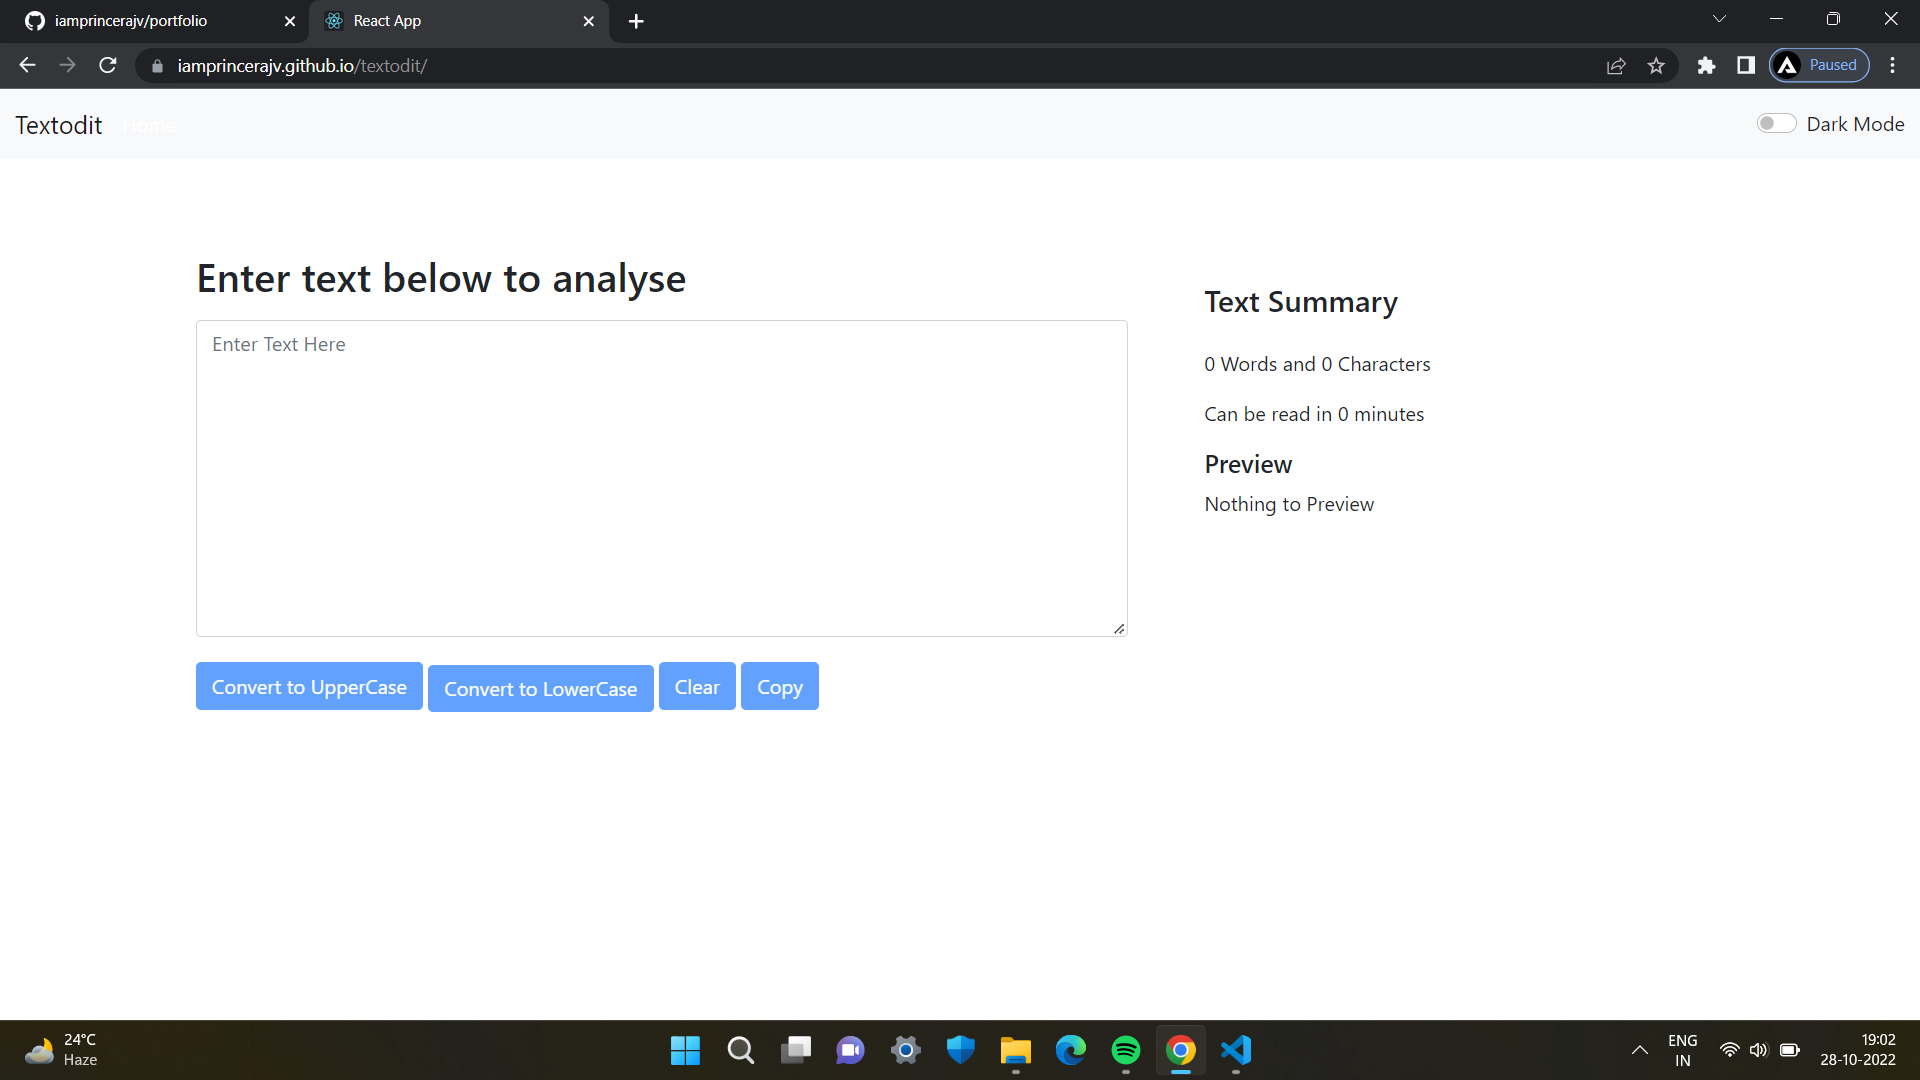 iamprincerajv/portfolio
React App
iamprincerajv.github.io/textodit/
Paused
Textodit Home
Dark Mode
Enter text below to analyse
Enter Text Here
Convert to UpperCase
Convert to LowerCase
Clear
Copy
Text Summary
0 Words and 0 Characters
Can be read in 0 minutes
Preview
Nothing to Preview
24°C
Haze
ENG
IN
19:02
28-10-2022